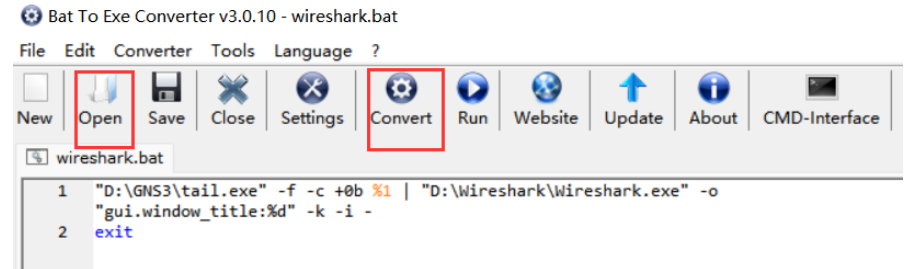 Bat To Exe Converter v3.0.10 - wireshark.bat
File Edit Converter Tools Language ?
New Open Save Close Settings Convert Run Website Update About CMD-Interface
wireshark.bat
1 "D:\GNS3\tail.exe" -f -c +0b %1 | "D:\Wireshark\Wireshark.exe" -o
"gui.window_title:%d" -k -i -
2 exit